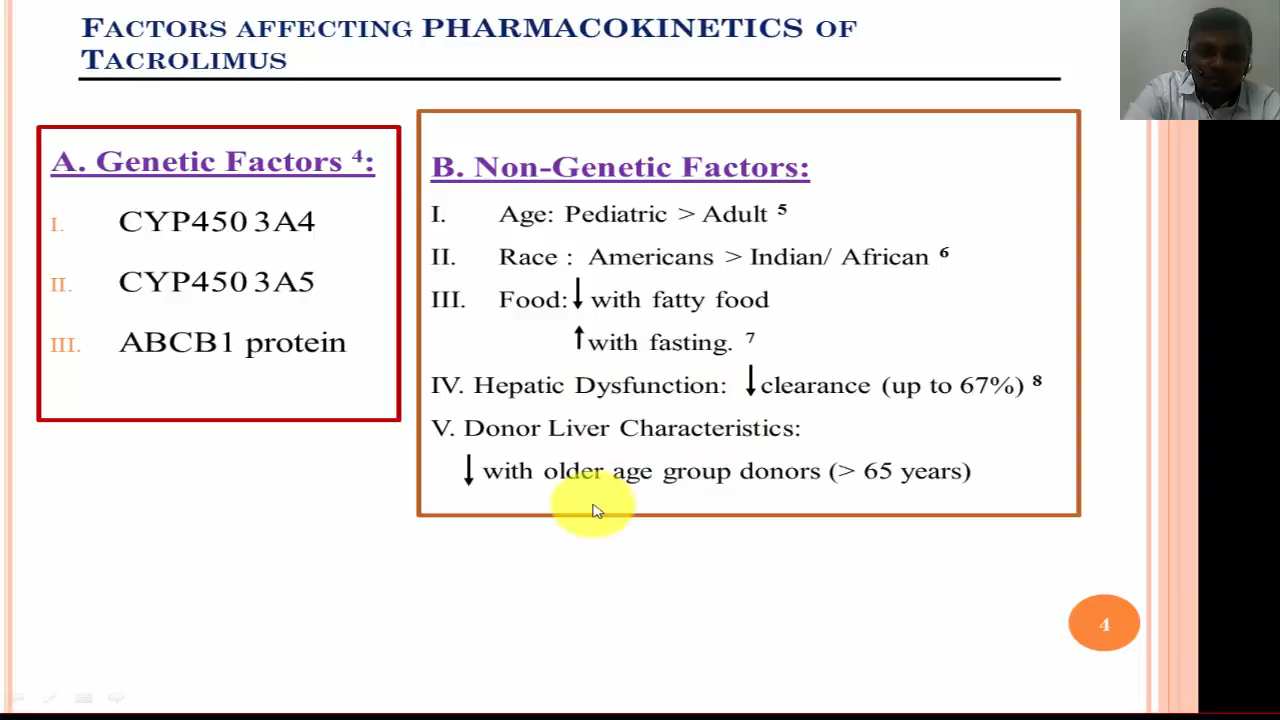 FACTORS AFFECTING PHARMACOKINETICS OF
TACROLIMUS
A. Genetic Factors 4:
I. CYP450 3A4
II. CYP450 3A5
III. ABCB1 protein
B. Non-Genetic Factors:
I. Age: Pediatric > Adult 5
II. Race : Americans > Indian/ African 6
III. Food: ↓ with fatty food
↑ with fasting. 7
IV. Hepatic Dysfunction: ↓ clearance (up to 67%) 8
V. Donor Liver Characteristics:
↓ with older age group donors (> 65 years)
4